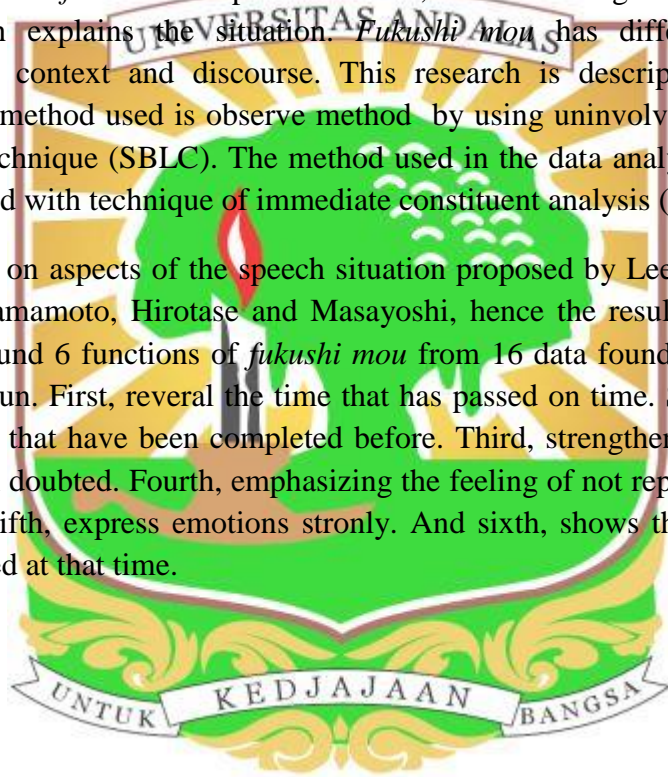 UNIVERSITAS ANDALAS
n explains the situation. Fukushi mou has diffe
context and discourse. This research is descrip
method used is observe method by using uninvolv
chnique (SBLC). The method used in the data analy
d with technique of immediate constituent analysis (
on aspects of the speech situation proposed by Lee
amamoto, Hirotase and Masayoshi, hence the resul
und 6 functions of fukushi mou from 16 data found
un. First, reveral the time that has passed on time.
that have been completed before. Third, strengthen
doubted. Fourth, emphasizing the feeling of not rep
ifth, express emotions stronly. And sixth, shows th
ed at that time.
UNTUK KEDJAJAAN BANGSA